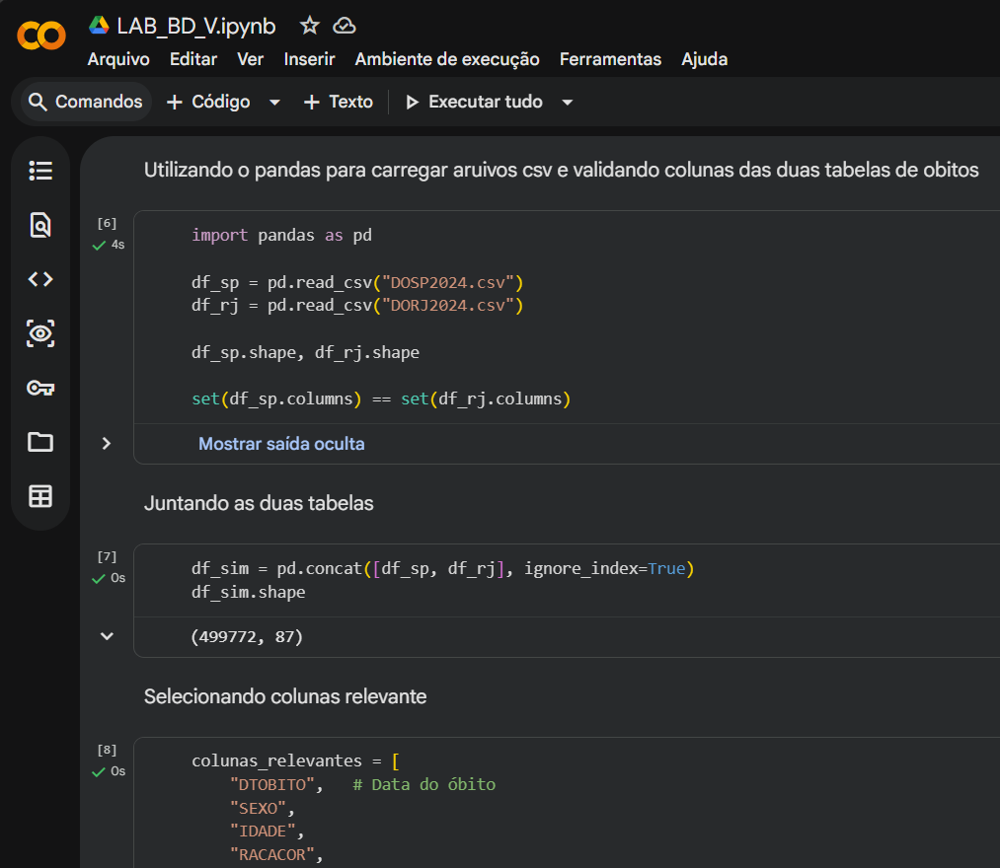 LAB_BD_V.ipynb
Arquivo Editar Ver Inserir Ambiente de execução Ferramentas Ajuda
Comandos + Código + Texto Executar tudo
Utilizando o pandas para carregar aruivos csv e validando colunas das duas tabelas de obitos
[6]
4s
import pandas as pd
df_sp = pd.read_csv("DOSP2024.csv")
df_rj = pd.read_csv("DORJ2024.csv")
df_sp.shape, df_rj.shape
set(df_sp.columns) == set(df_rj.columns)
Mostrar saída oculta
Juntando as duas tabelas
[7]
0s
df_sim = pd.concat([df_sp, df_rj], ignore_index=True)
df_sim.shape
(499772, 87)
Selecionando colunas relevante
[8]
0s
colunas_relevantes = [
"DTOBITO", # Data do óbito
"SEXO",
"IDADE",
"RACACOR",